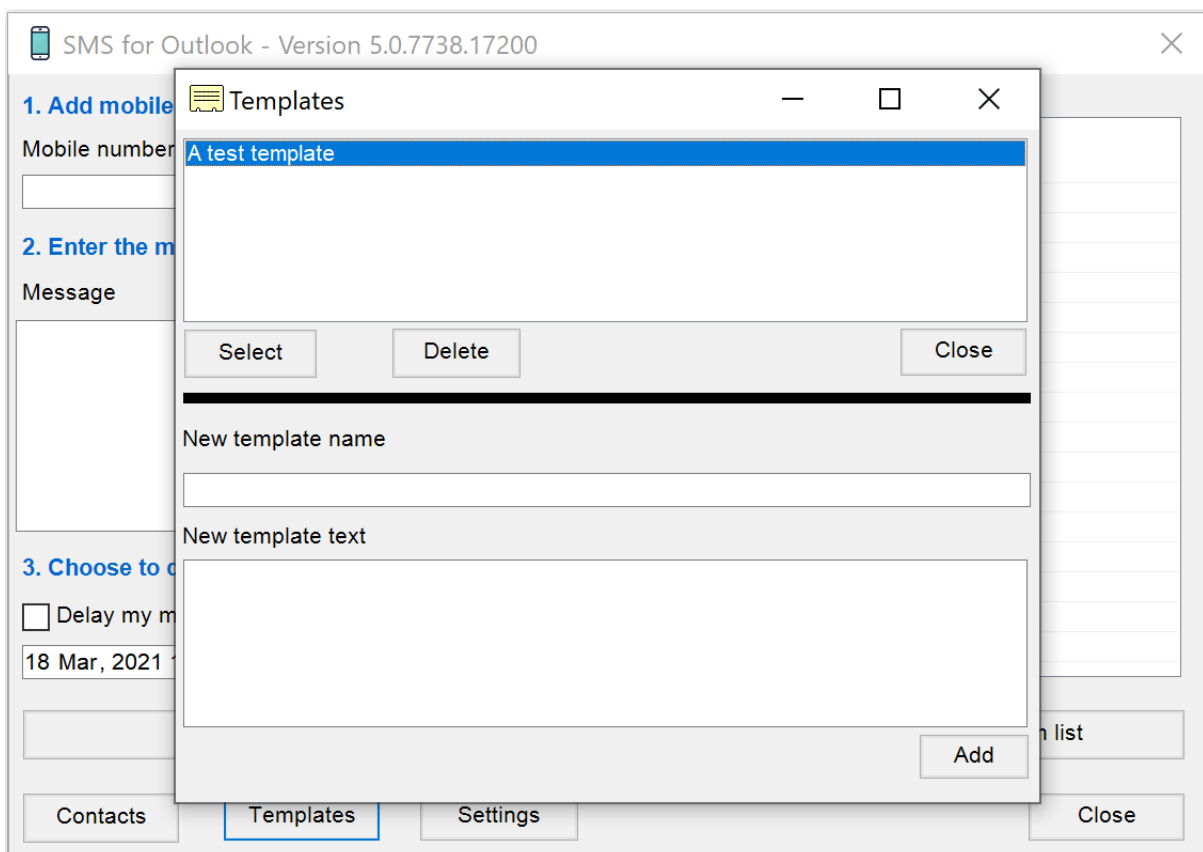 SMS for Outlook - Version 5.0.7738.17200
Templates
1. Add mobile
Mobile number
A test template
2. Enter the m
Message
Select Delete Close
New template name
New template text
3. Choose to d
Delay my m
18 Mar, 2021
Add
list
Contacts Templates Settings Close